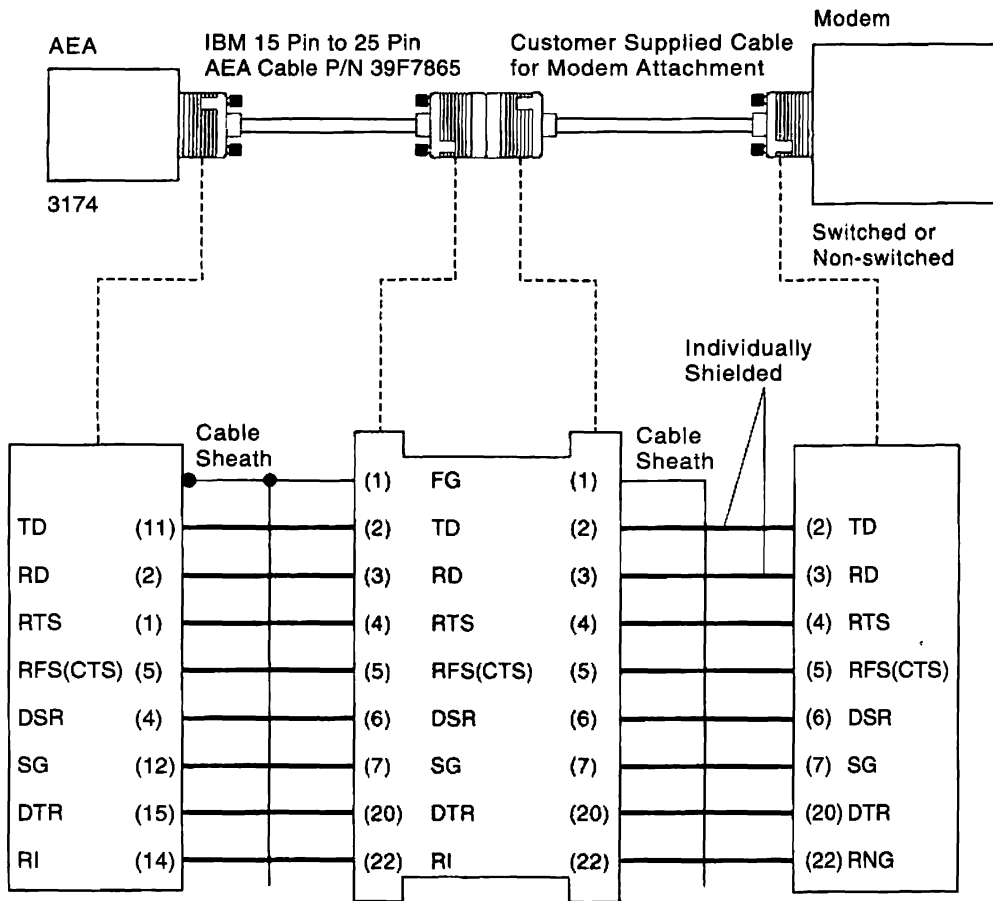 AEA
IBM 15 Pin to 25 Pin
AEA Cable P/N 39F7865
Customer Supplied Cable
for Modem Attachment
Modem
3174
Switched or
Non-switched
Individually
Shielded
Cable
Sheath
Cable
Sheath
(1) FG (1)
TD (11) (2) TD (2) (2) TD
RD (2) (3) RD (3) (3) RD
RTS (1) (4) RTS (4) (4) RTS
RFS(CTS) (5) (5) RFS(CTS) (5) (5) RFS(CTS)
DSR (4) (6) DSR (6) (6) DSR
SG (12) (7) SG (7) (7) SG
DTR (15) (20) DTR (20) (20) DTR
RI (14) (22) RI (22) (22) RNG